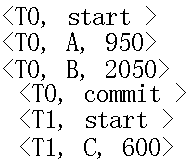 <T0, start >
<T0, A, 950>
<T0, B, 2050>
<T0, commit >
<T1, start >
<T1, C, 600>